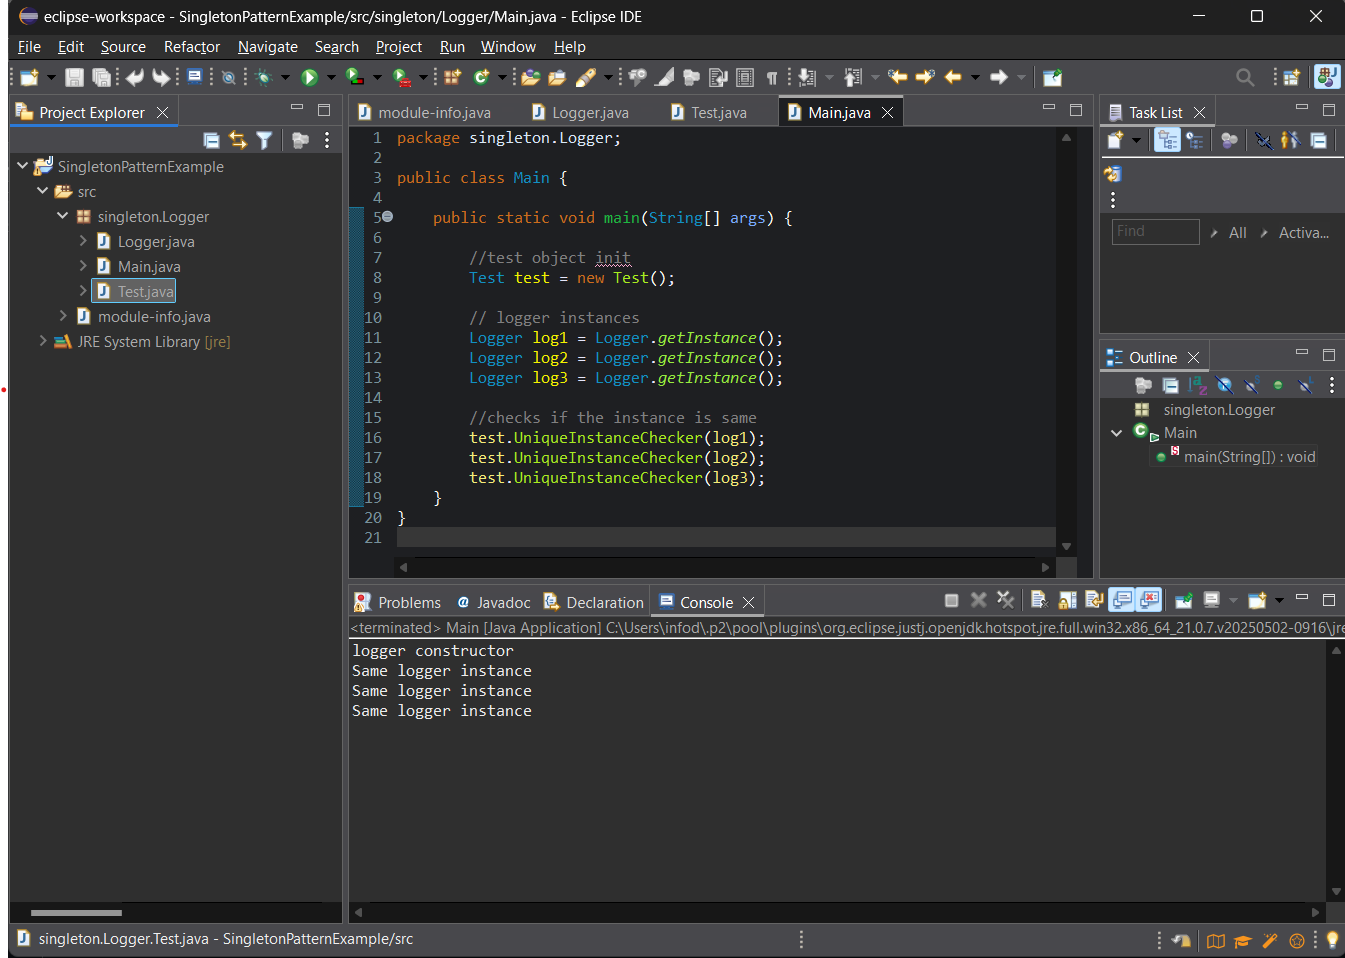 eclipse-workspace - SingletonPatternExample/src/singleton/Logger/Main.java - Eclipse IDE
File Edit Source Refactor Navigate Search Project Run Window Help
Project Explorer
SingletonPatternExample
src
singleton.Logger
Logger.java
Main.java
Test.java
module-info.java
JRE System Library [jre]
module-info.java Logger.java Test.java Main.java
1 package singleton.Logger;
2
3 public class Main {
4
5 public static void main(String[] args) {
6
7 //test object init
8 Test test = new Test();
9
10 // logger instances
11 Logger log1 = Logger.getInstance();
12 Logger log2 = Logger.getInstance();
13 Logger log3 = Logger.getInstance();
14
15 //checks if the instance is same
16 test.UniqueInstanceChecker(log1);
17 test.UniqueInstanceChecker(log2);
18 test.UniqueInstanceChecker(log3);
19 }
20 }
21
Task List
Find All Activa...
Outline
singleton.Logger
Main
main(String[]) : void
Problems Javadoc Declaration Console
<terminated> Main [Java Application] C:\Users\infod\.p2\pool\plugins\org.eclipse.justj.openjdk.hotspot.jre.full.win32.x86_64_21.0.7.v20250502-0916\jre
logger constructor
Same logger instance
Same logger instance
Same logger instance
singleton.Logger.Test.java - SingletonPatternExample/src